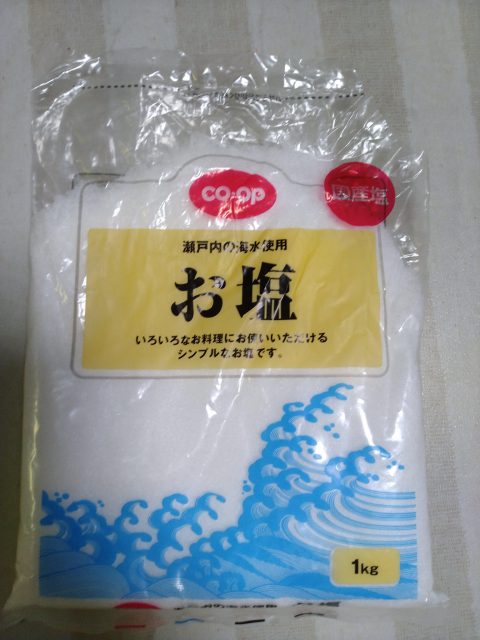 co·op
国産塩
瀬戸内の海水使用
お塩
いろいろなお料理にお使いいただける
シンプルなお塩です。
1kg